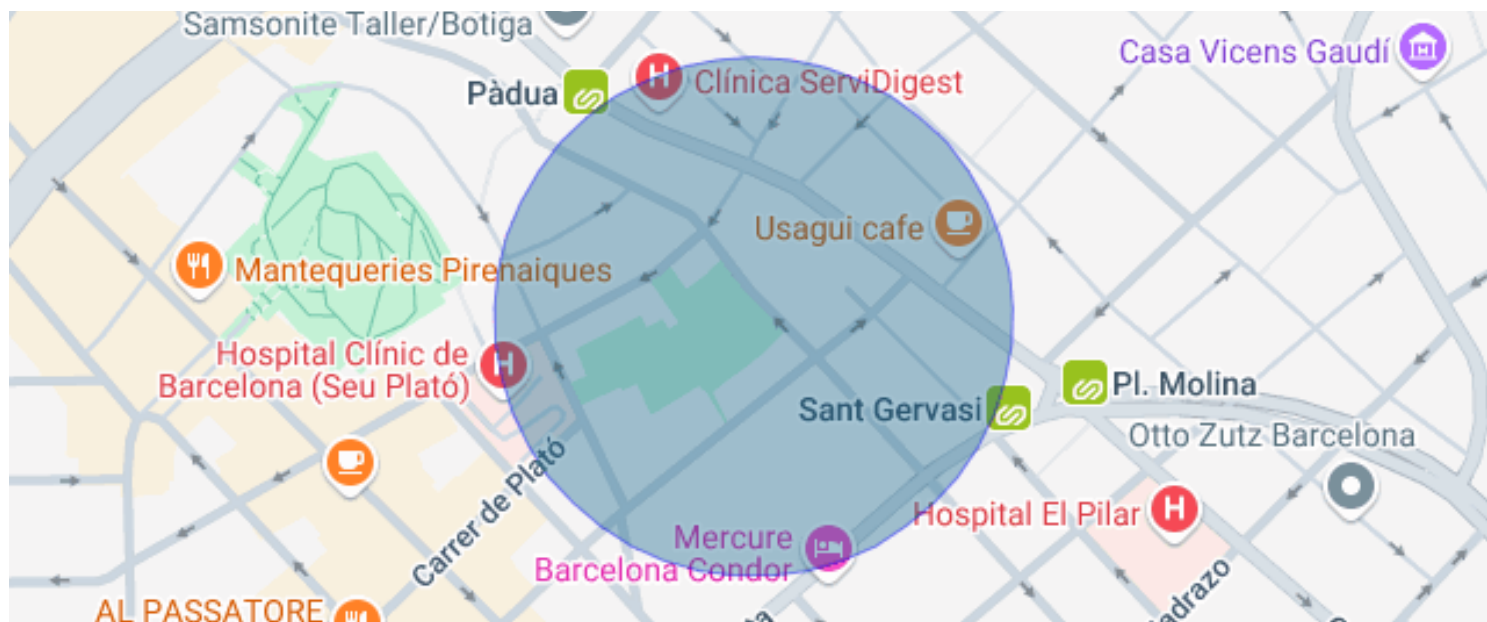 Samsonite Taller/Botiga
Casa Vicens Gaudí
Pàdua
Clínica ServiDigest
Usagui cafe
Mantequeries Pirenaiques
Hospital Clínic de
Barcelona (Seu Plató)
Pl. Molina
Sant Gervasi
Otto Zutz Barcelona
Carrer de Plató
Hospital El Pilar
Mercure
Barcelona Condor
AL PASSATORE
adrazo